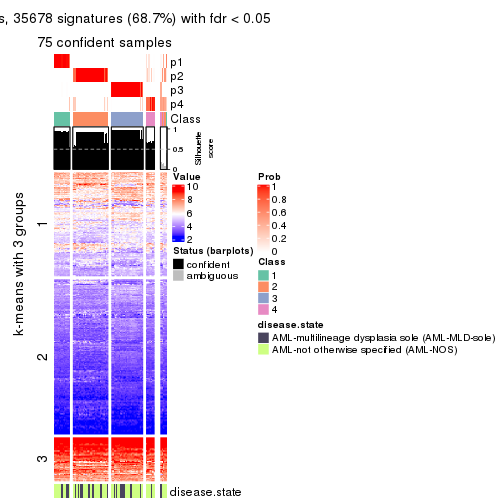 s, 35678 signatures (68.7%) with fdr < 0.05
75 confident samples
p1
p2
p3
p4
Class
1
0.5
0
Silhouette
score
k-means with 3 groups
1
2
3
disease.state
Value
10
8
6
4
2
Status (barplots)
confident
ambiguous
Prob
1
0.8
0.6
0.4
0.2
0
Class
1
2
3
4
disease.state
AML-multilineage dysplasia sole (AML-MLD-sole)
AML-not otherwise specified (AML-NOS)